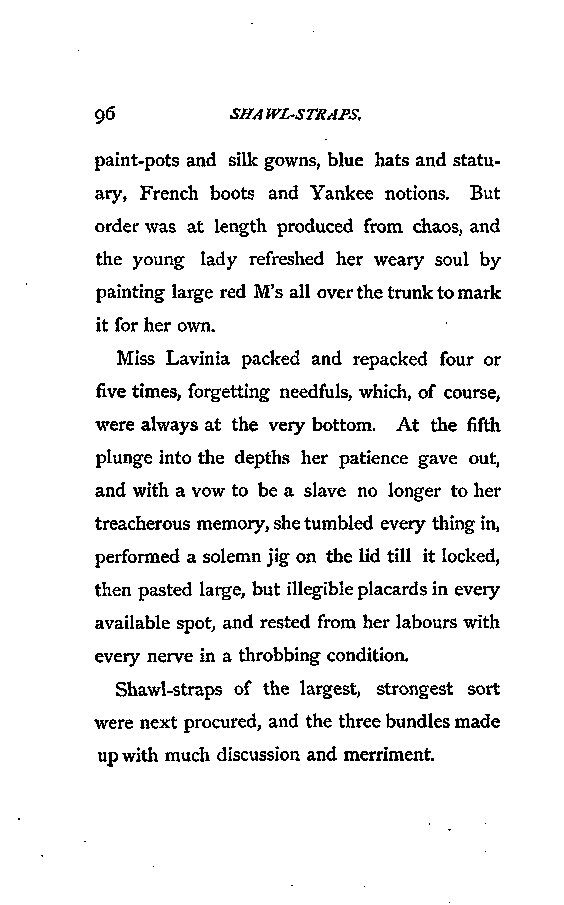 96 SHAWL-STRAPS.
paint-pots and silk gowns, blue hats and statu-
ary, French boots and Yankee notions. But
order was at length produced from chaos, and
the young lady refreshed her weary soul by
painting large red M's all over the trunk to mark
it for her own.
Miss Lavinia packed and repacked four or
five times, forgetting needfuls, which, of course,
were always at the very bottom. At the fifth
plunge into the depths her patience gave out,
and with a vow to be a slave no longer to her
treacherous memory, she tumbled every thing in,
performed a solemn jig on the lid till it locked,
then pasted large, but illegible placards in every
available spot, and rested from her labours with
every nerve in a throbbing condition.
Shawl-straps of the largest, strongest sort
were next procured, and the three bundles made
up with much discussion and merriment.